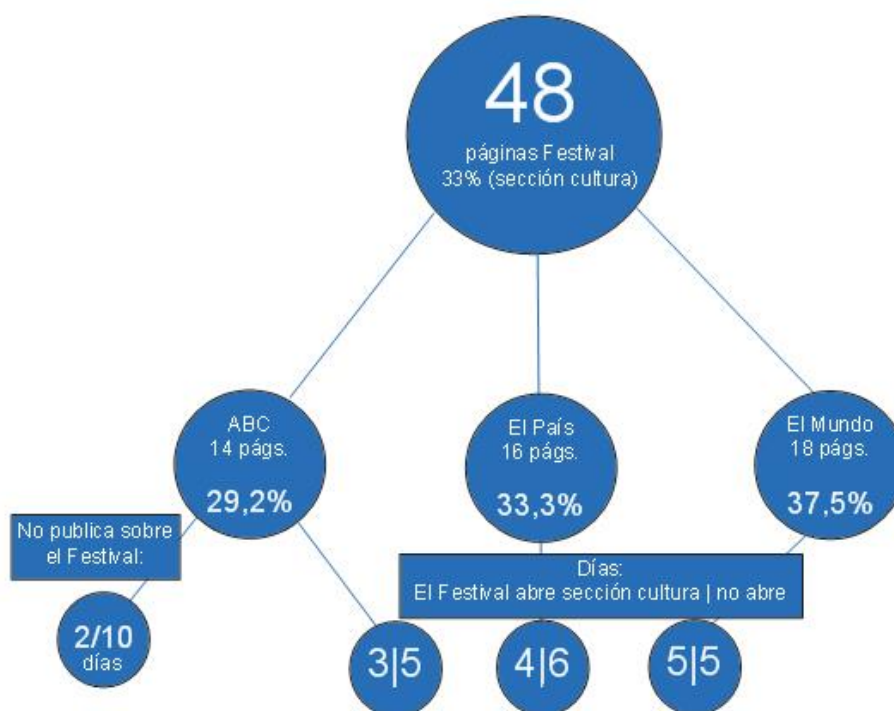 48
páginas Festival
33% (sección cultura)
ABC
14 págs.
29,2%
El País
16 págs.
33,3%
El Mundo
18 págs.
37,5%
No publica sobre
el Festival:
Días:
El Festival abre sección cultura | no abre
2/10
días
3|5
4|6
5|5